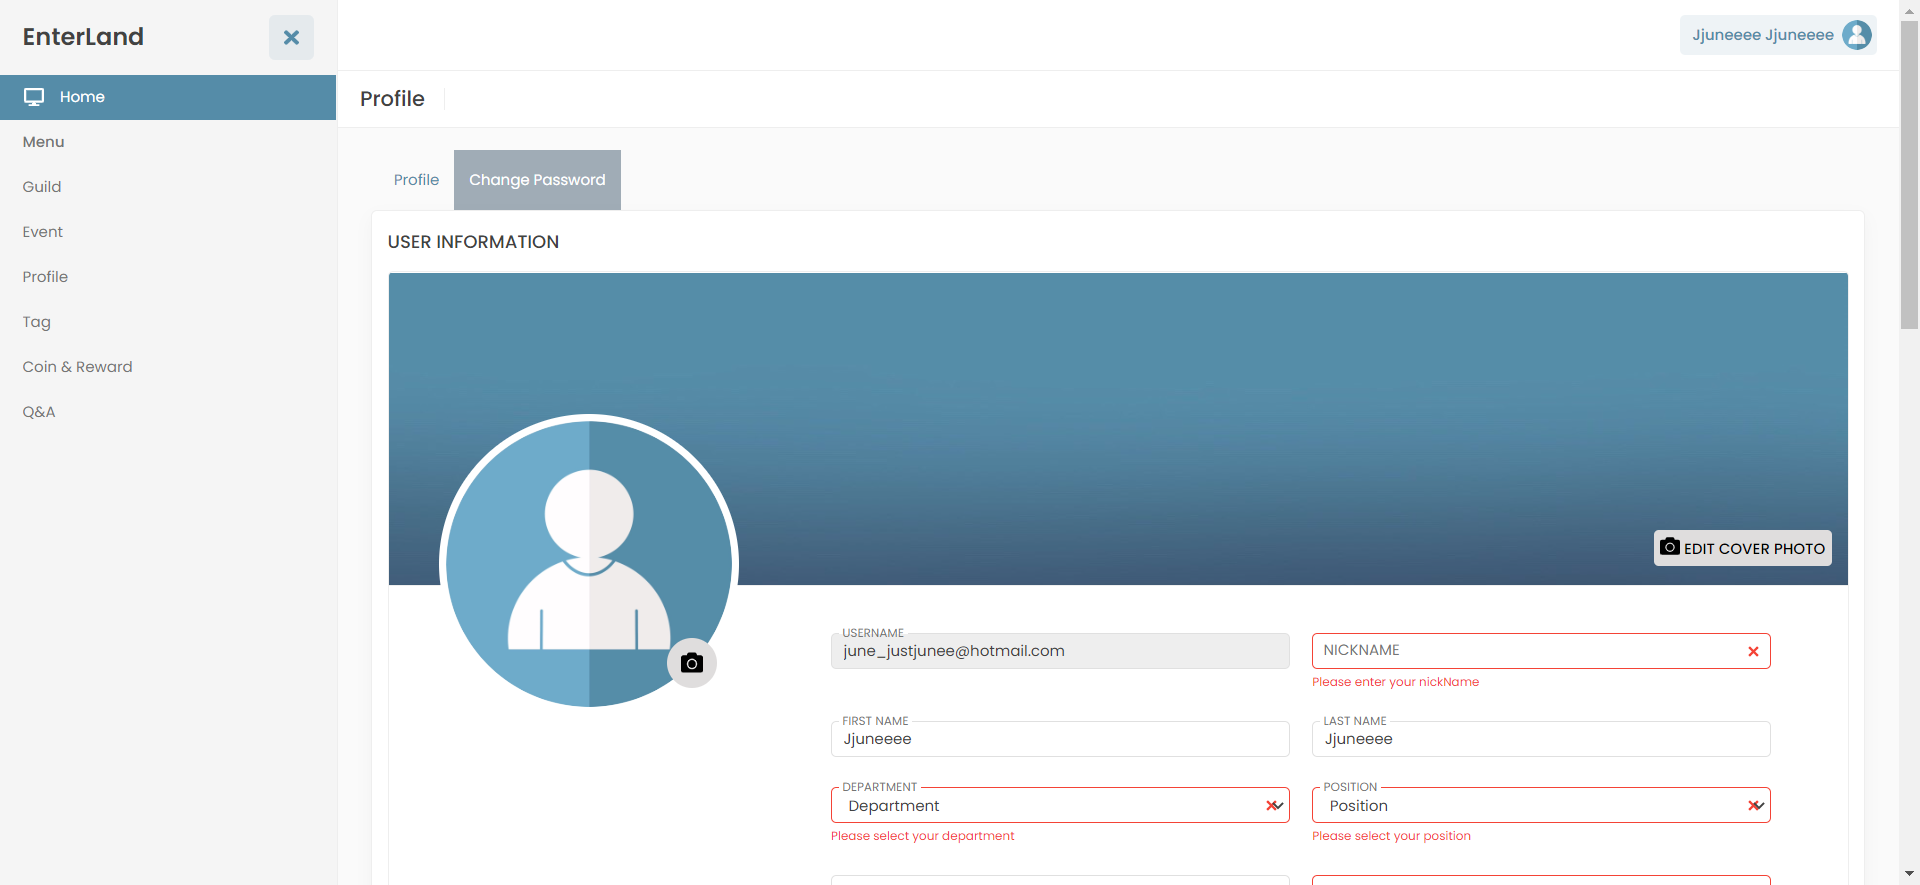 EnterLand
Jjuneeee Jjuneeee
Home
Menu
Guild
Event
Profile
Tag
Coin & Reward
Q&A
Profile
Profile
Change Password
USER INFORMATION
EDIT COVER PHOTO
USERNAME
june_justjunee@hotmail.com
NICKNAME
Please enter your nickName
FIRST NAME
Jjuneeee
LAST NAME
Jjuneeee
DEPARTMENT
Department
Please select your department
POSITION
Position
Please select your position